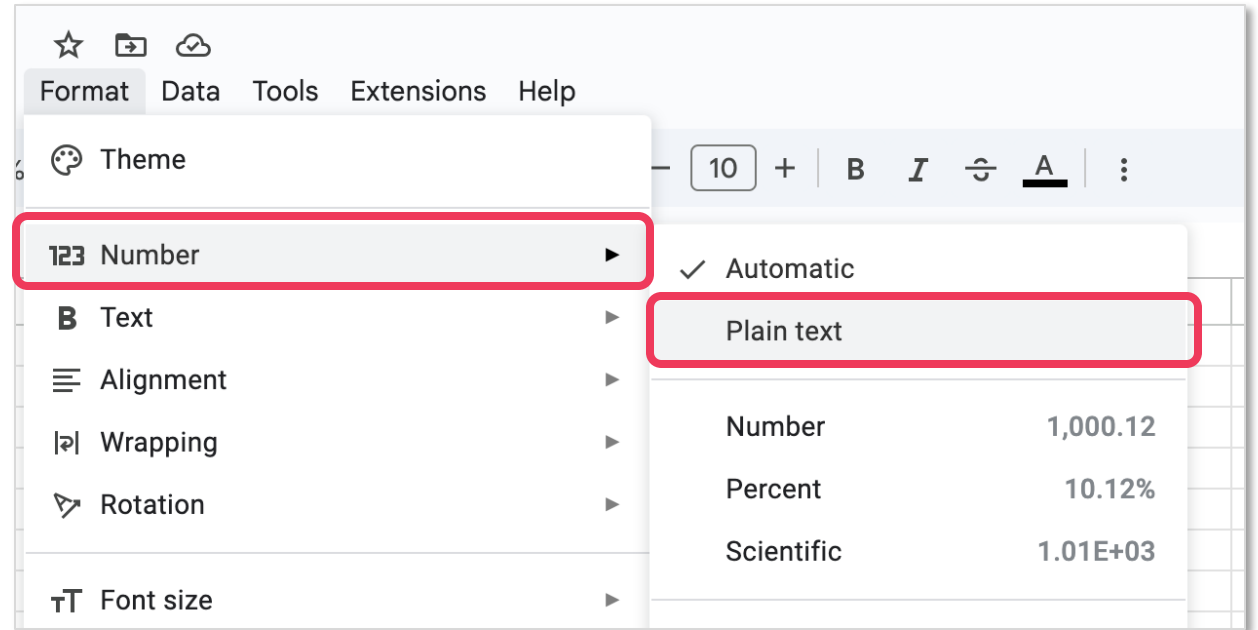 Format Data Tools Extensions Help
Theme
10 B I S A
123 Number
Text
Alignment
Wrapping
Rotation
Font size
Automatic
Plain text
Number 1,000.12
Percent 10.12%
Scientific 1.01E+03